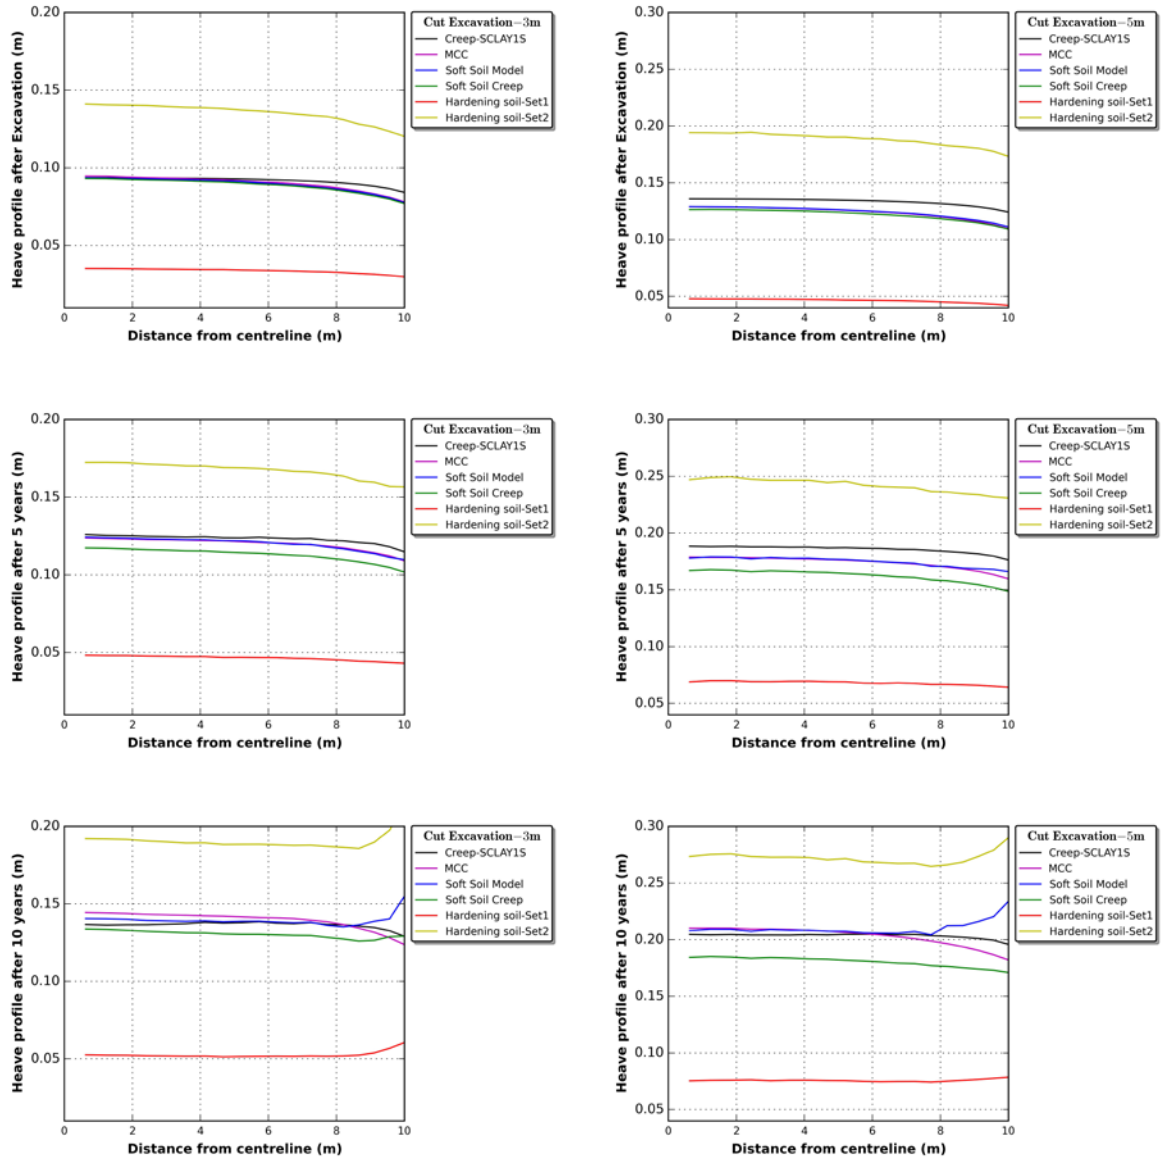 Heave profile after Excavation (m)
0.20
0.15
0.10
0.05
0
2
4
6
8
10
Distance from centreline (m)
Cut Excavation–3m
Creep-SCLAY1S
MCC
Soft Soil Model
Soft Soil Creep
Hardening soil-Set1
Hardening soil-Set2
Heave profile after Excavation (m)
0.30
0.25
0.20
0.15
0.10
0.05
0
2
4
6
8
10
Distance from centreline (m)
Cut Excavation–5m
Creep-SCLAY1S
MCC
Soft Soil Model
Soft Soil Creep
Hardening soil-Set1
Hardening soil-Set2
Heave profile after 5 years (m)
0.20
0.15
0.10
0.05
0
2
4
6
8
10
Distance from centreline (m)
Cut Excavation–3m
Creep-SCLAY1S
MCC
Soft Soil Model
Soft Soil Creep
Hardening soil-Set1
Hardening soil-Set2
Heave profile after 5 years (m)
0.30
0.25
0.20
0.15
0.10
0.05
0
2
4
6
8
10
Distance from centreline (m)
Cut Excavation–5m
Creep-SCLAY1S
MCC
Soft Soil Model
Soft Soil Creep
Hardening soil-Set1
Hardening soil-Set2
Heave profile after 10 years (m)
0.20
0.15
0.10
0.05
0
2
4
6
8
10
Distance from centreline (m)
Cut Excavation–3m
Creep-SCLAY1S
MCC
Soft Soil Model
Soft Soil Creep
Hardening soil-Set1
Hardening soil-Set2
Heave profile after 10 years (m)
0.30
0.25
0.20
0.15
0.10
0.05
0
2
4
6
8
10
Distance from centreline (m)
Cut Excavation–5m
Creep-SCLAY1S
MCC
Soft Soil Model
Soft Soil Creep
Hardening soil-Set1
Hardening soil-Set2